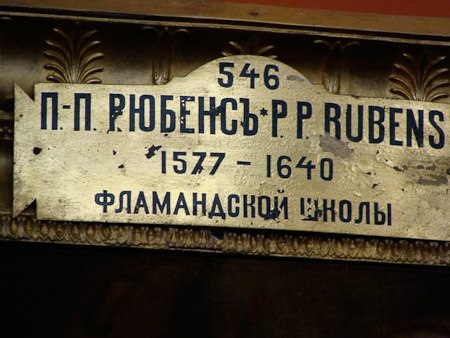 546
П.-П. РЮБЕНСЪ * P. P. RUBENS
1577 - 1640
ФЛАМАНДСКОЙ ШКОЛЫ